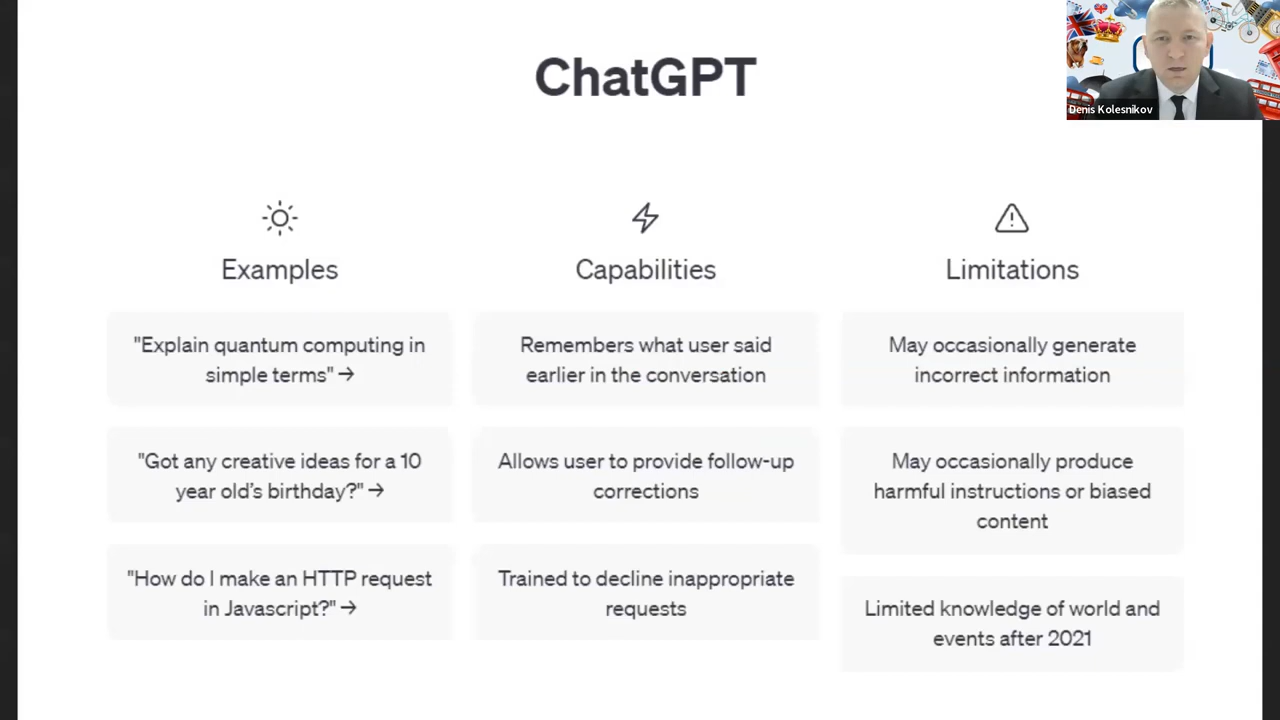 ChatGPT
Denis Kolesnikov
Examples
"Explain quantum computing in
simple terms" →
"Got any creative ideas for a 10
year old's birthday?" →
"How do I make an HTTP request
in Javascript?" →
Capabilities
Remembers what user said
earlier in the conversation
Allows user to provide follow-up
corrections
Trained to decline inappropriate
requests
Limitations
May occasionally generate
incorrect information
May occasionally produce
harmful instructions or biased
content
Limited knowledge of world and
events after 2021